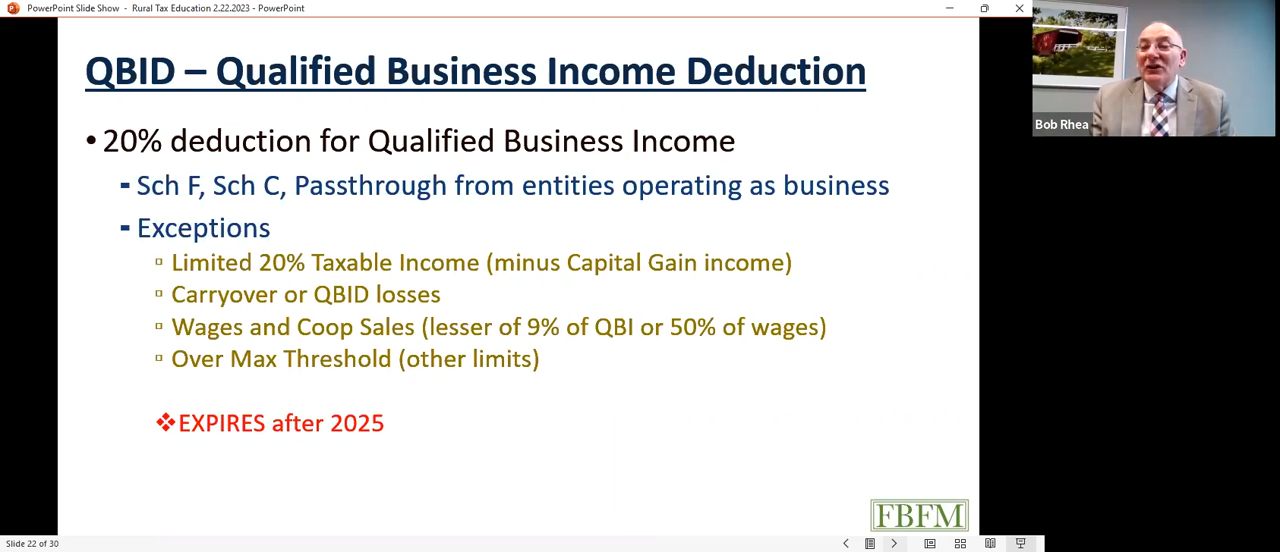 PowerPoint Slide Show - Rural Tax Education 2.22.2023 - PowerPoint
QBID – Qualified Business Income Deduction
• 20% deduction for Qualified Business Income
- Sch F, Sch C, Passthrough from entities operating as business
- Exceptions
▫ Limited 20% Taxable Income (minus Capital Gain income)
▫ Carryover or QBID losses
▫ Wages and Coop Sales (lesser of 9% of QBI or 50% of wages)
▫ Over Max Threshold (other limits)
❖EXPIRES after 2025
FBFM
Bob Rhea
Slide 22 of 30